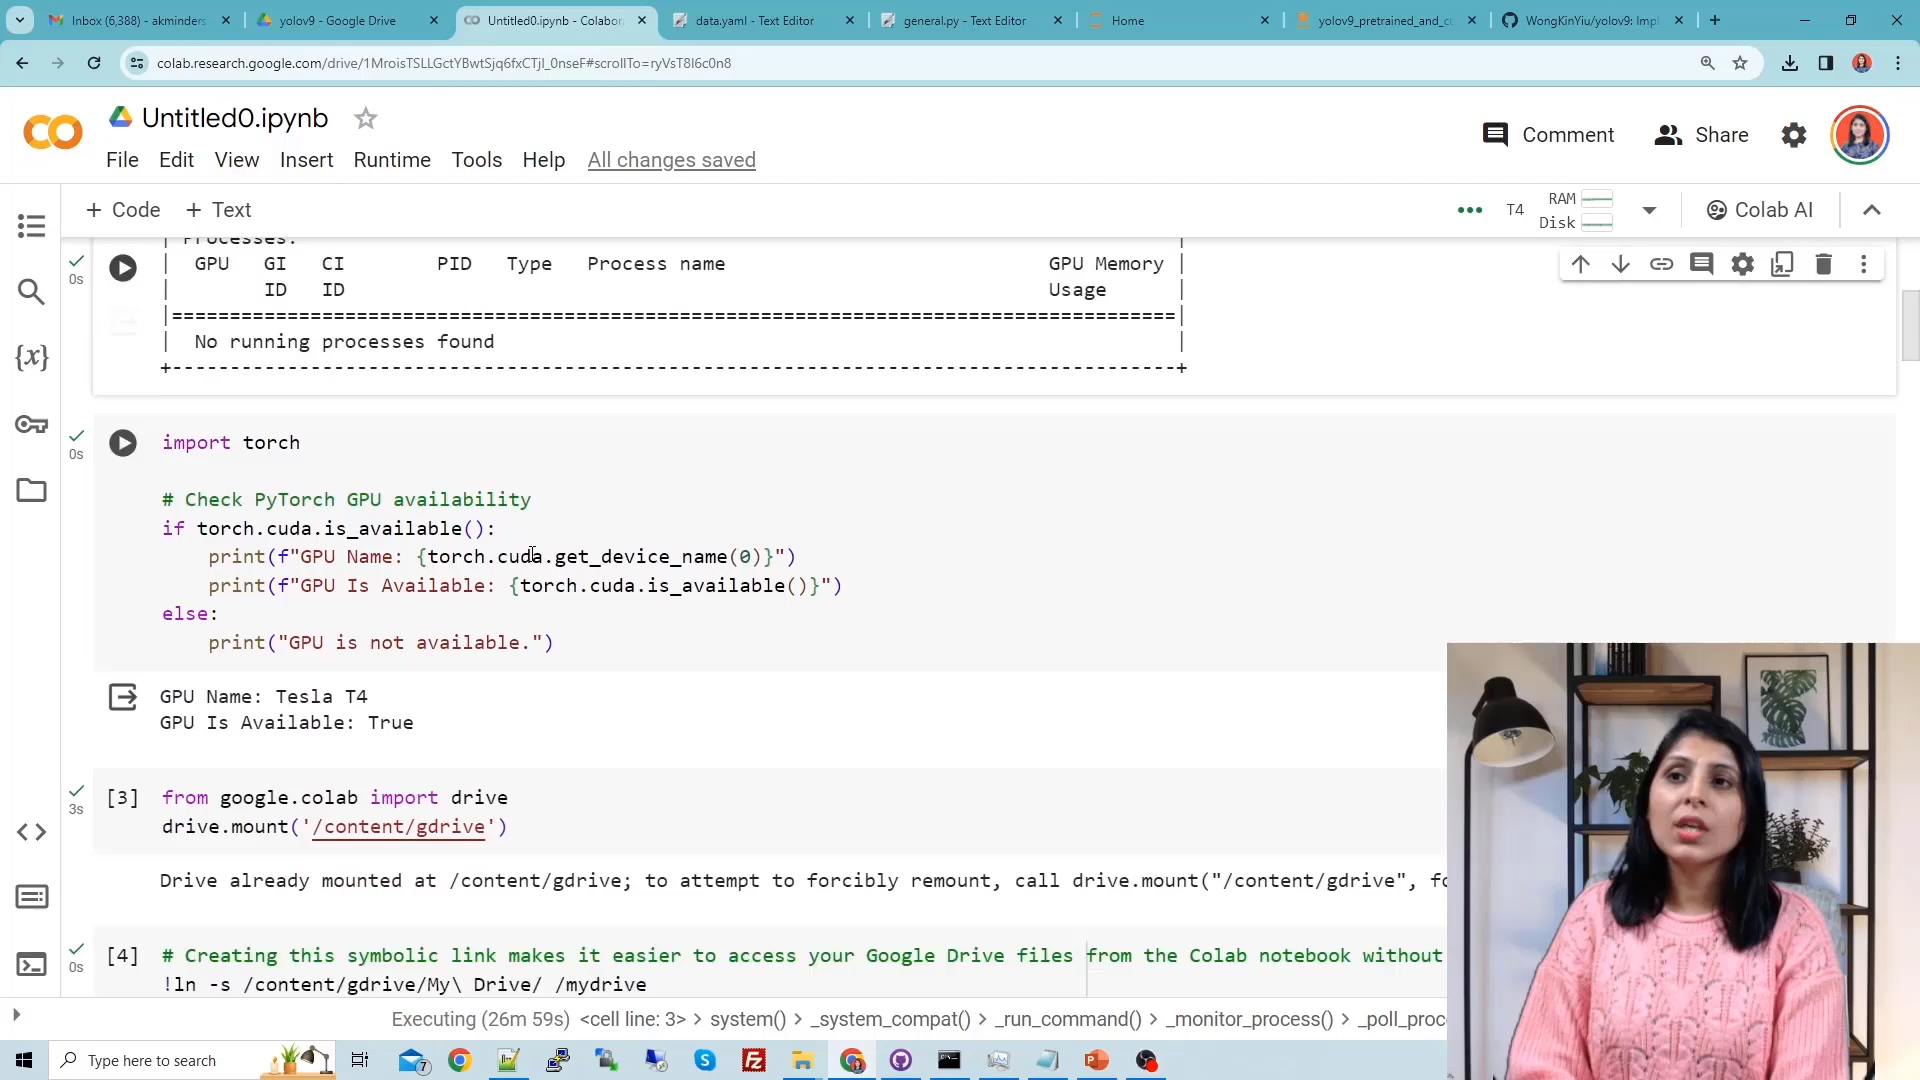 Inbox (6,388) - akminders
yolov9 - Google Drive
Untitled0.ipynb - Colabor
data.yaml - Text Editor
general.py - Text Editor
Home
yolov9_pretrained_and_cu
WongKinYiu/yolov9: Impl
colab.research.google.com/drive/1MroisTSLLGctYBwtSjq6fxCTjI_0nseF#scrollTo=ryVsT8I6c0n8
Untitled0.ipynb
Comment
Share
File Edit View Insert Runtime Tools Help All changes saved
+ Code + Text
T4
RAM
Disk
Colab AI
| Processes: |
0s
| GPU GI CI PID Type Process name GPU Memory |
| ID ID Usage |
|=======================================================================================|
| No running processes found |
+---------------------------------------------------------------------------------------+
0s
import torch
# Check PyTorch GPU availability
if torch.cuda.is_available():
print(f"GPU Name: {torch.cuda.get_device_name(0)}")
print(f"GPU Is Available: {torch.cuda.is_available()}")
else:
print("GPU is not available.")
GPU Name: Tesla T4
GPU Is Available: True
3s
[3] from google.colab import drive
drive.mount('/content/gdrive')
Drive already mounted at /content/gdrive; to attempt to forcibly remount, call drive.mount("/content/gdrive", fo
0s
[4] # Creating this symbolic link makes it easier to access your Google Drive files from the Colab notebook without
!ln -s /content/gdrive/My\ Drive/ /mydrive
{x}
Executing (26m 59s) <cell line: 3> > system() > _system_compat() > _run_command() > _monitor_process() > _poll_proc
Type here to search
7